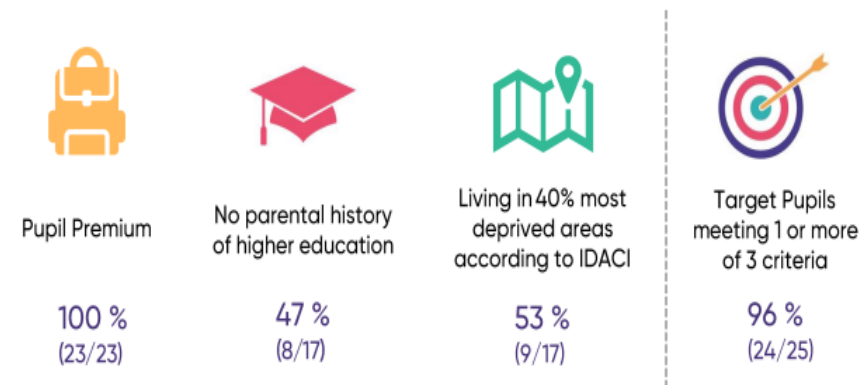 Pupil Premium
100 %
(23/23)
No parental history
of higher education
47 %
(8/17)
Living in 40% most
deprived areas
according to IDACI
53 %
(9/17)
Target Pupils
meeting 1 or more
of 3 criteria
96 %
(24/25)